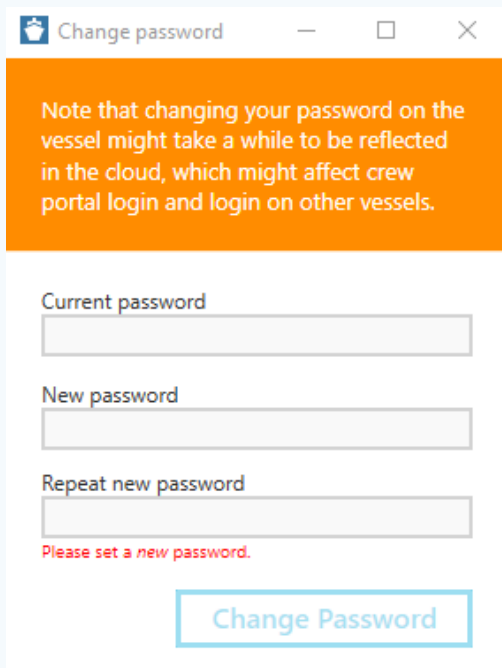 Change password
Note that changing your password on the
vessel might take a while to be reflected
in the cloud, which might affect crew
portal login and login on other vessels.
Current password
New password
Repeat new password
Please set a new password.
Change Password